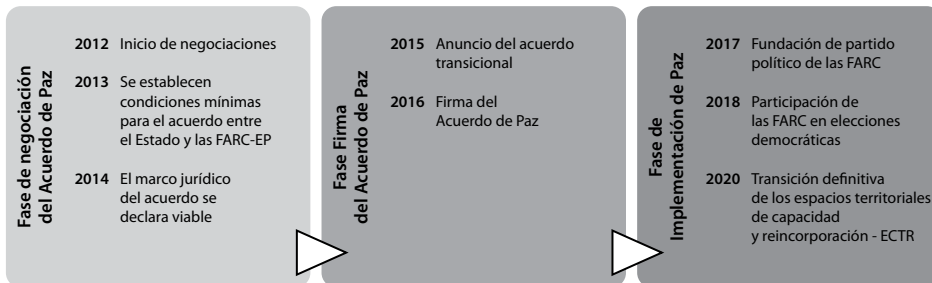 Fase de negociación
del Acuerdo de Paz
2012 Inicio de negociaciones
2013 Se establecen
condiciones mínimas
para el acuerdo entre
el Estado y las FARC-EP
2014 El marco jurídico
del acuerdo se
declara viable
Fase Firma
del Acuerdo de Paz
2015 Anuncio del acuerdo
transicional
2016 Firma del
Acuerdo de Paz
Fase de
Implementación de Paz
2017 Fundación de partido
político de las FARC
2018 Participación de
las FARC en elecciones
democráticas
2020 Transición definitiva
de los espacios territoriales
de capacidad
y reincorporación - ECTR